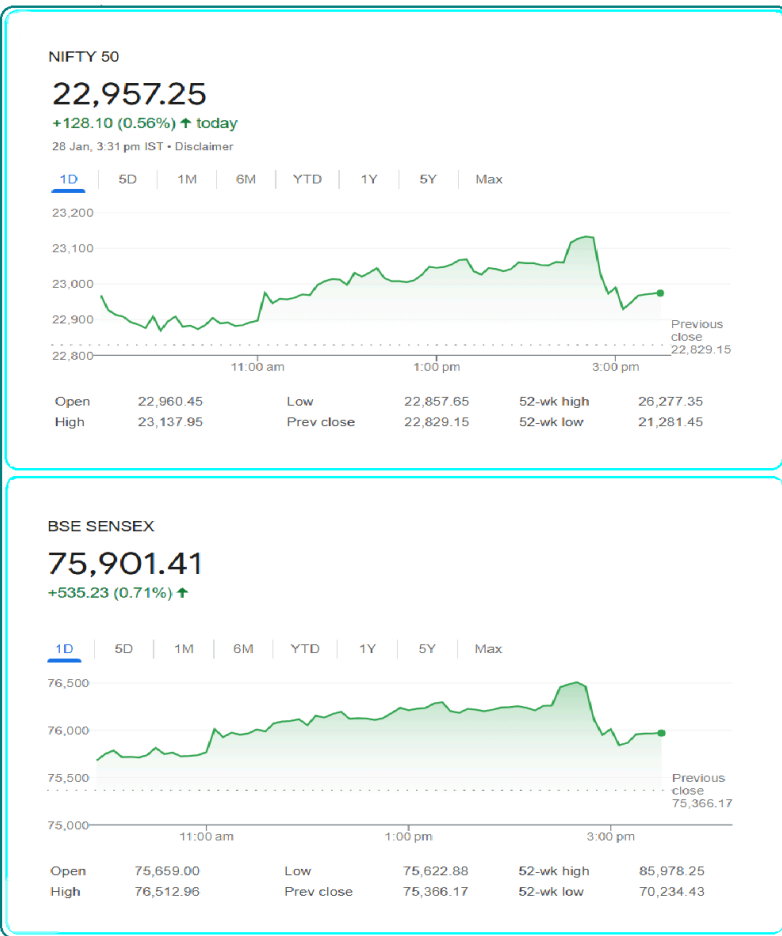 NIFTY 50
22,957.25
+128.10 (0.56%) ↑ today
28 Jan, 3:31 pm IST • Disclaimer
1D 5D 1M 6M YTD 1Y 5Y Max
23,200
23,100
23,000
22,900
22,800
Previous
close
22,829.15
11:00 am 1:00 pm 3:00 pm
Open 22,960.45 Low 22,857.65 52-wk high 26,277.35
High 23,137.95 Prev close 22,829.15 52-wk low 21,281.45
BSE SENSEX
75,901.41
+535.23 (0.71%) ↑
1D 5D 1M 6M YTD 1Y 5Y Max
76,500
76,000
75,500
75,000
Previous
close
75,366.17
11:00 am 1:00 pm 3:00 pm
Open 75,659.00 Low 75,622.88 52-wk high 85,978.25
High 76,512.96 Prev close 75,366.17 52-wk low 70,234.43